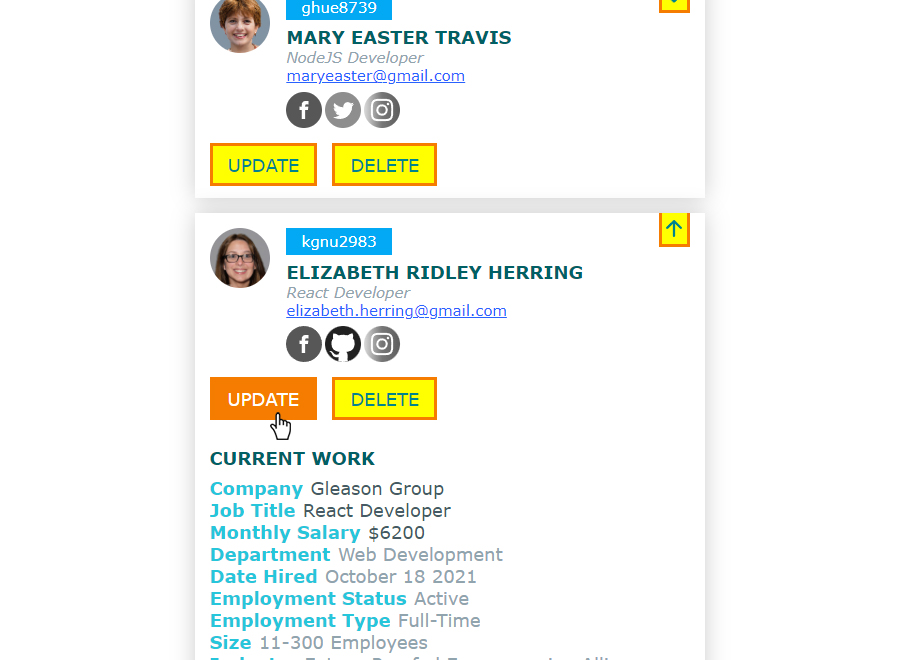 ghue8739
MARY EASTER TRAVIS
NodeJS Developer
maryeaster@gmail.com
UPDATE DELETE
kgnu2983
ELIZABETH RIDLEY HERRING
React Developer
elizabeth.herring@gmail.com
UPDATE DELETE
CURRENT WORK
Company Gleason Group
Job Title React Developer
Monthly Salary $6200
Department Web Development
Date Hired October 18 2021
Employment Status Active
Employment Type Full-Time
Size 11-300 Employees